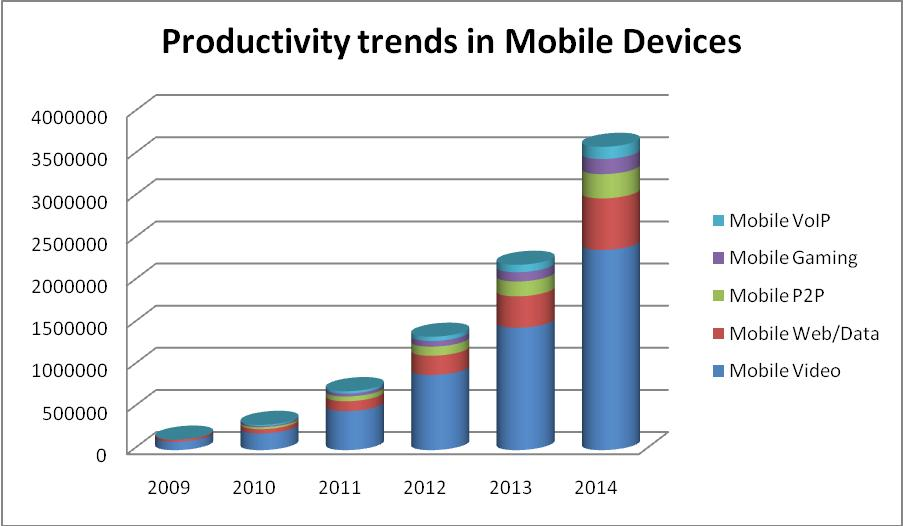 Productivity trends in Mobile Devices
4000000
3500000
3000000
2500000
2000000
1500000
1000000
500000
0
2009 2010 2011 2012 2013 2014
Mobile VoIP
Mobile Gaming
Mobile P2P
Mobile Web/Data
Mobile Video